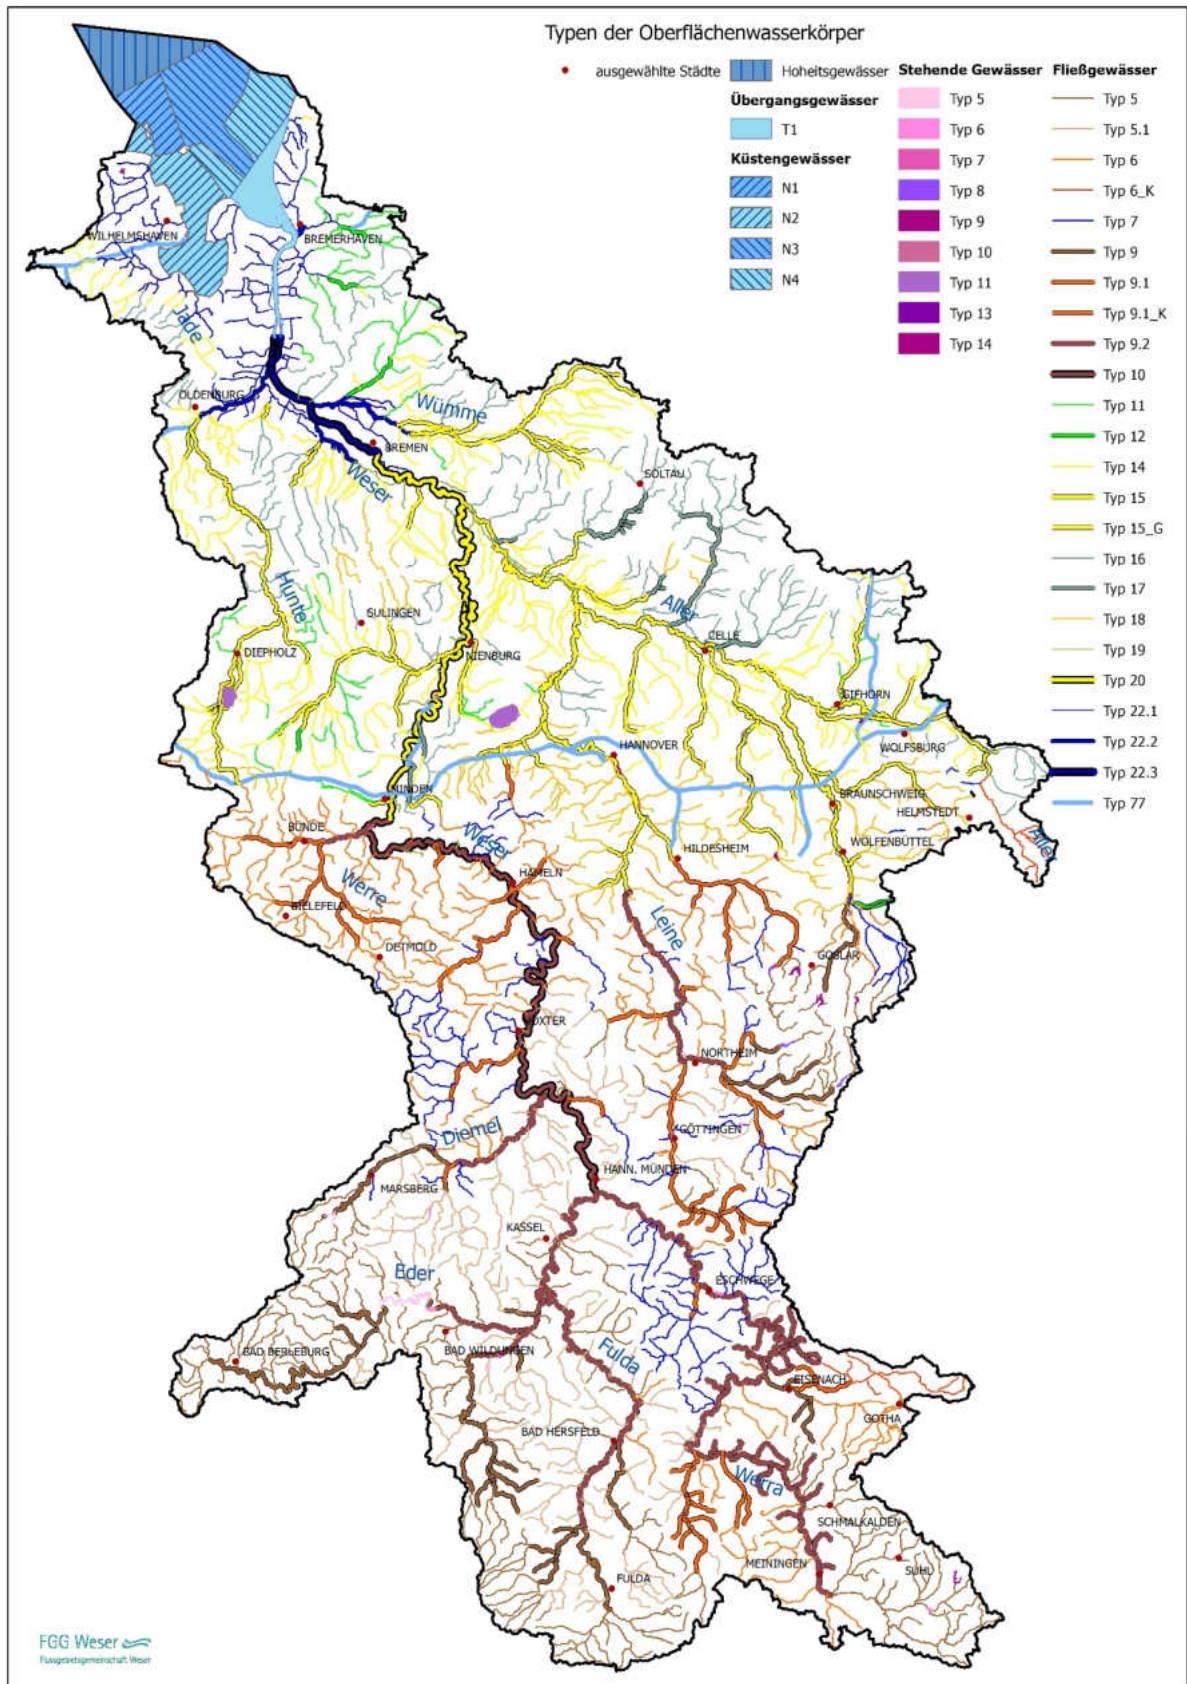 Typen der Oberflächenwasserkörper
ausgewählte Städte
Hoheitsgewässer
Übergangsgewässer
T1
Küstengewässer
N1
N2
N3
N4
Stehende Gewässer
Typ 5
Typ 6
Typ 7
Typ 8
Typ 9
Typ 10
Typ 11
Typ 13
Typ 14
Fließgewässer
Typ 5
Typ 5.1
Typ 6
Typ 6_K
Typ 7
Typ 9
Typ 9.1
Typ 9.1_K
Typ 9.2
Typ 10
Typ 11
Typ 12
Typ 14
Typ 15
Typ 15_G
Typ 16
Typ 17
Typ 18
Typ 19
Typ 20
Typ 22.1
Typ 22.2
Typ 22.3
Typ 77
WILHELMSHAVEN
BREMERHAVEN
Jade
OLDENBURG
Wümme
BREMEN
Weser
SOLTAU
Hunte
SULINGEN
Aller
CELLE
DIEPHOLZ
NIENBURG
GIFHORN
WOLFSBURG
HANNOVER
MINDEN
BRAUNSCHWEIG
HELMSTEDT
BÜNDE
Weser
HILDESHEIM
WOLFENBÜTTEL
Aller
HAMELN
Werre
BIELEFELD
Leine
DETMOLD
GOSLAR
HÖXTER
NORTHEIM
Diemel
GÖTTINGEN
HANN. MÜNDEN
MARSBERG
KASSEL
Eder
ESCHWEGE
BAD BERLEBURG
BAD WILDUNGEN
Fulda
EISENACH
GOTHA
BAD HERSFELD
Werra
SCHMALKALDEN
MEININGEN
SUHL
FULDA
FGG Weser
Flussgebietsgemeinschaft Weser